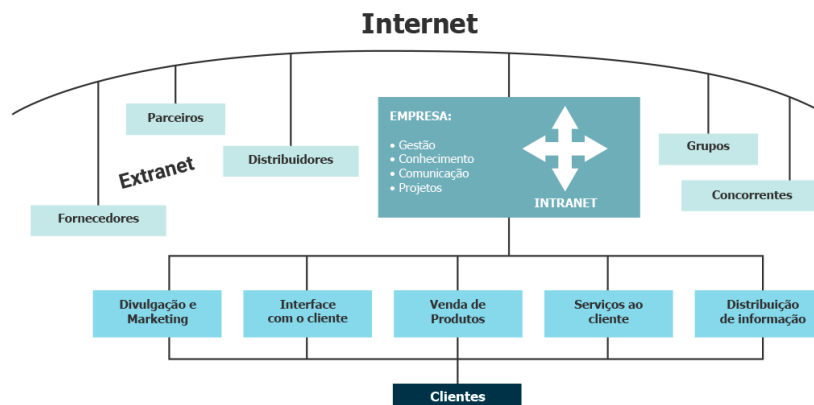 Internet
Parceiros
Extranet
Distribuidores
Fornecedores
EMPRESA:
• Gestão
• Conhecimento
• Comunicação
• Projetos
INTRANET
Grupos
Concorrentes
Divulgação e
Marketing
Interface
com o cliente
Venda de
Produtos
Serviços ao
cliente
Distribuição
de informação
Clientes